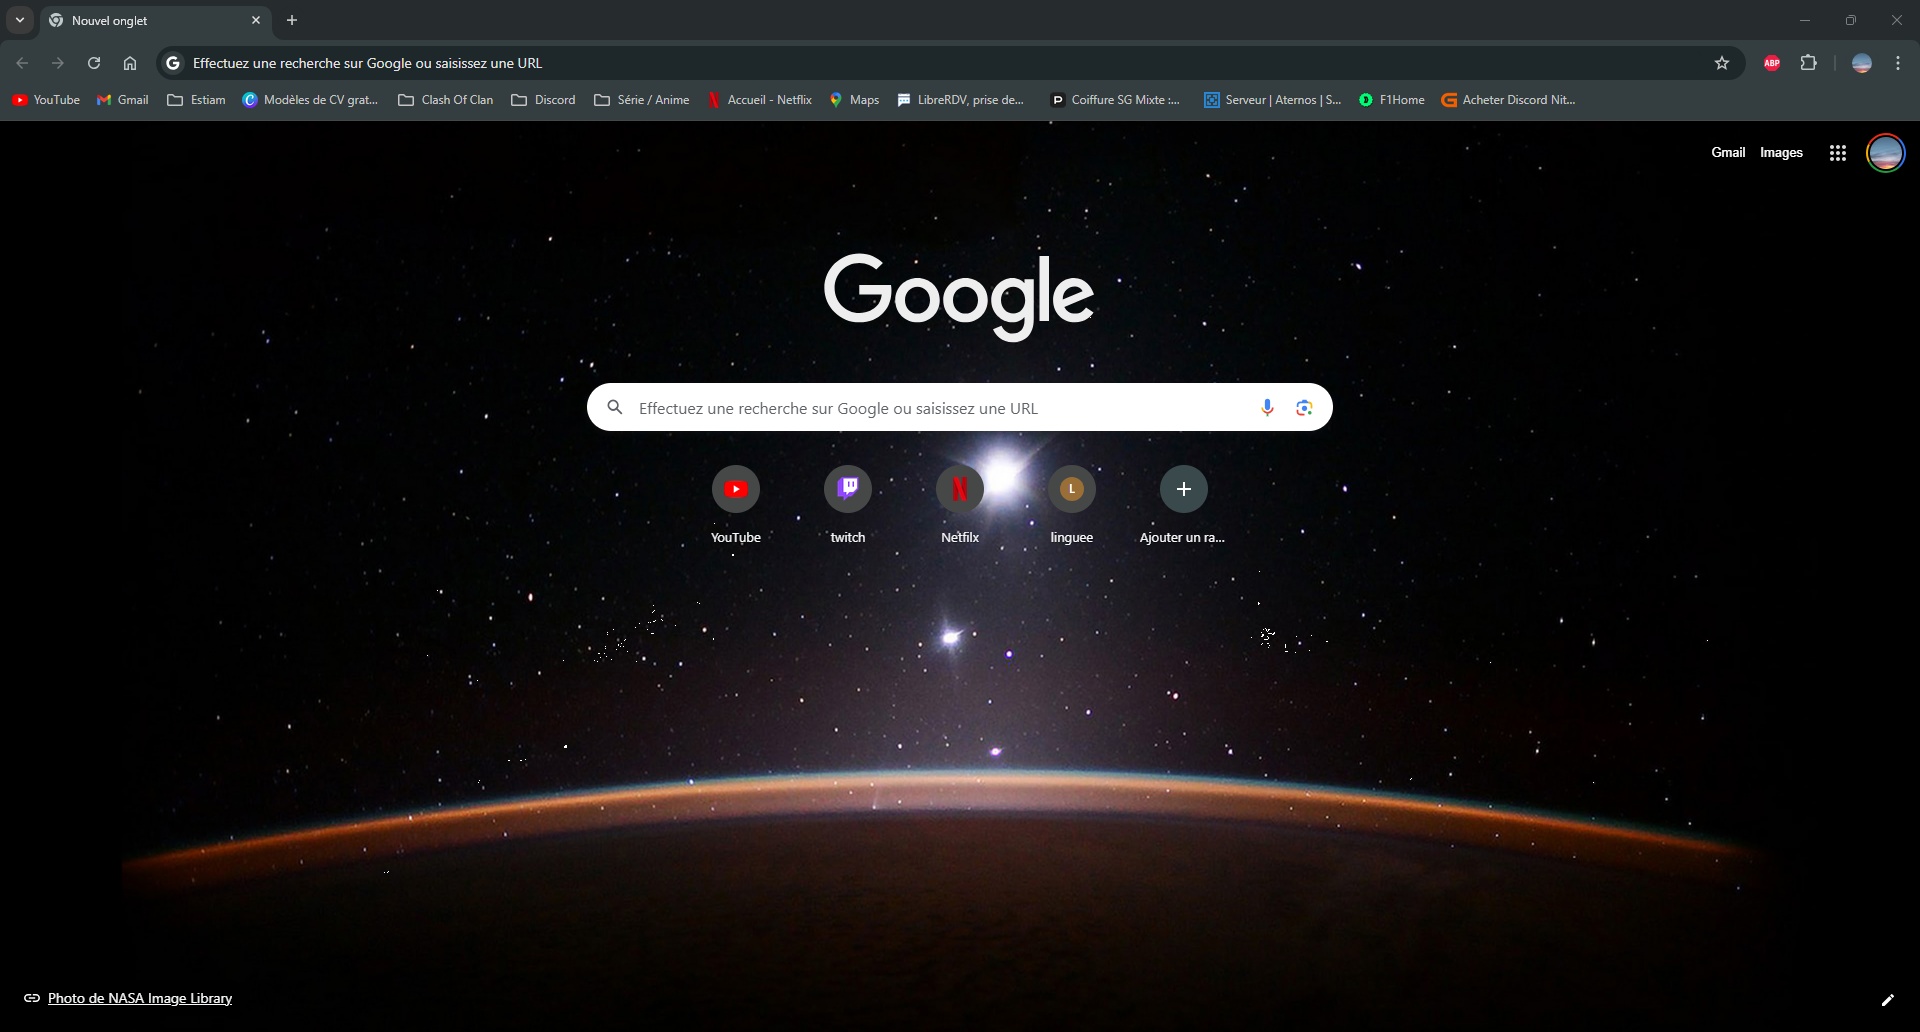 Nouvel onglet
Effectuez une recherche sur Google ou saisissez une URL
ABP
YouTube Gmail Estiam Modèles de CV grat... Clash Of Clan Discord Série / Anime Accueil - Netflix Maps LibreRDV, prise de... Coiffure SG Mixte :... Serveur | Aternos | S... F1Home Acheter Discord Nit...
Gmail Images
Google
Effectuez une recherche sur Google ou saisissez une URL
L
YouTube twitch Netfilx linguee Ajouter un ra...
Photo de NASA Image Library